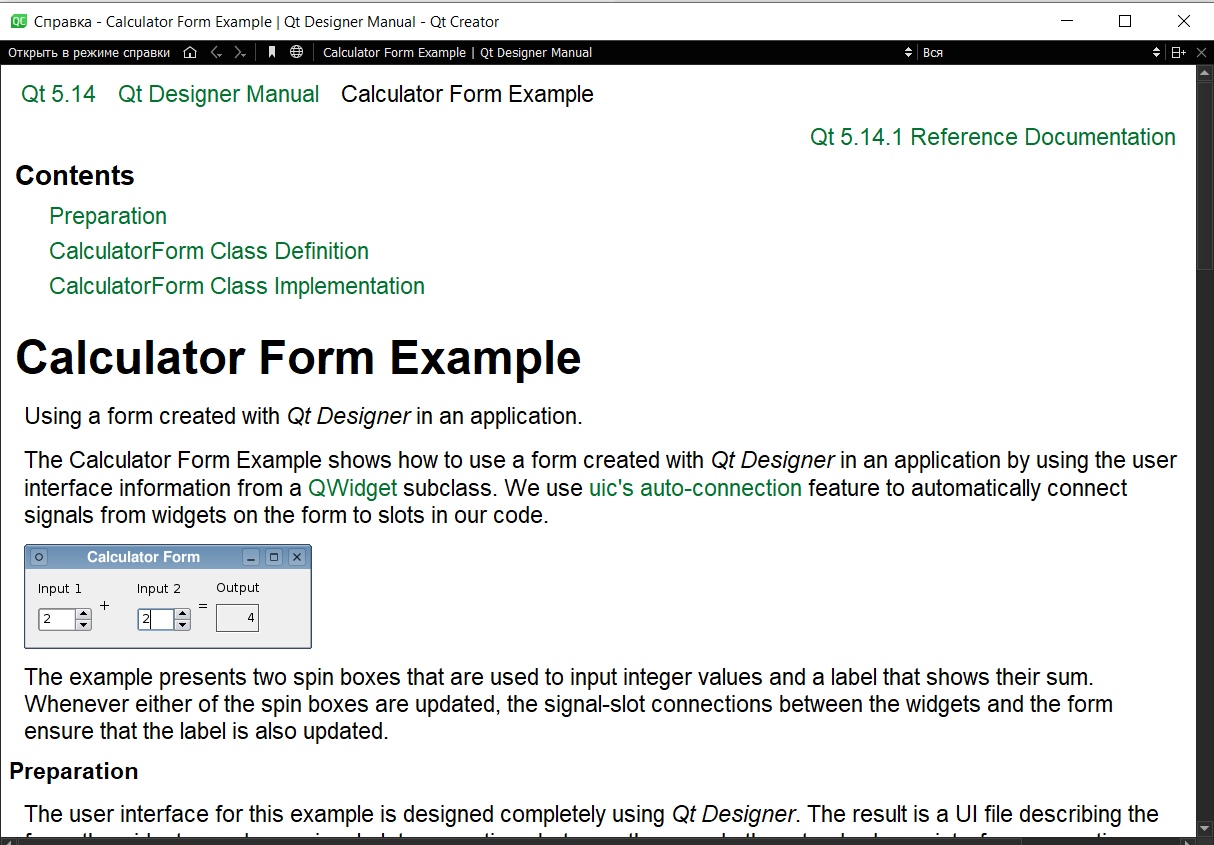 Справка - Calculator Form Example | Qt Designer Manual - Qt Creator
Открыть в режиме справки Calculator Form Example | Qt Designer Manual Вся
Qt 5.14 Qt Designer Manual Calculator Form Example
Qt 5.14.1 Reference Documentation
Contents
Preparation
CalculatorForm Class Definition
CalculatorForm Class Implementation
Calculator Form Example
Using a form created with Qt Designer in an application.
The Calculator Form Example shows how to use a form created with Qt Designer in an application by using the user
interface information from a QWidget subclass. We use uic's auto-connection feature to automatically connect
signals from widgets on the form to slots in our code.
Calculator Form
Input 1 Input 2 Output
2 + 2 = 4
The example presents two spin boxes that are used to input integer values and a label that shows their sum.
Whenever either of the spin boxes are updated, the signal-slot connections between the widgets and the form
ensure that the label is also updated.
Preparation
The user interface for this example is designed completely using Qt Designer. The result is a UI file describing the